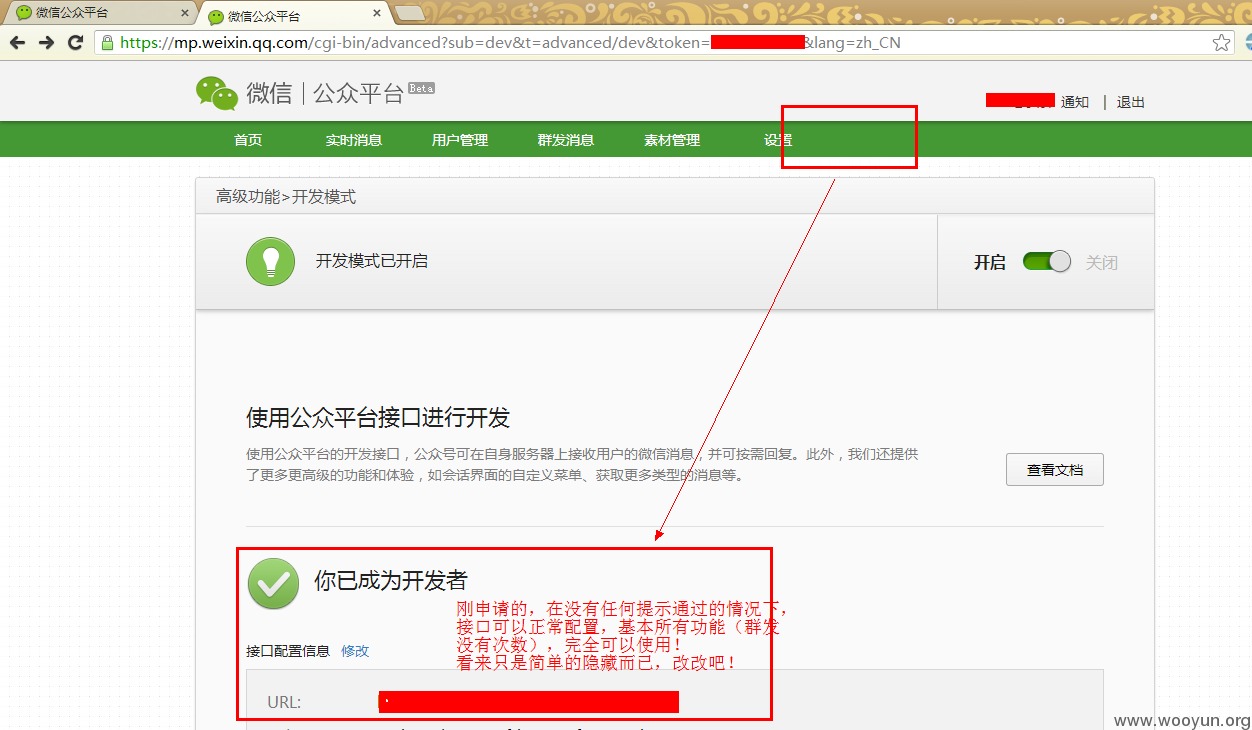 微信公众平台
微信公众平台
https://mp.weixin.qq.com/cgi-bin/advanced?sub=dev&t=advanced/dev&token=
&lang=zh_CN
微信 | 公众平台 Beta
通知 | 退出
首页 实时消息 用户管理 群发消息 素材管理 设置
高级功能>开发模式
开发模式已开启
开启 关闭
使用公众平台接口进行开发
使用公众平台的开发接口，公众号可在自身服务器上接收用户的微信消息，并可按需回复。此外，我们还提供
了更多更高级的功能和体验，如会话界面的自定义菜单、获取更多类型的消息等。
查看文档
你已成为开发者
刚申请的，在没有任何提示通过的情况下，
接口可以正常配置，基本所有功能（群发
没有次数），完全可以使用！
看来只是简单的隐藏而已，改改吧！
接口配置信息 修改
URL:
www.wooyun.org